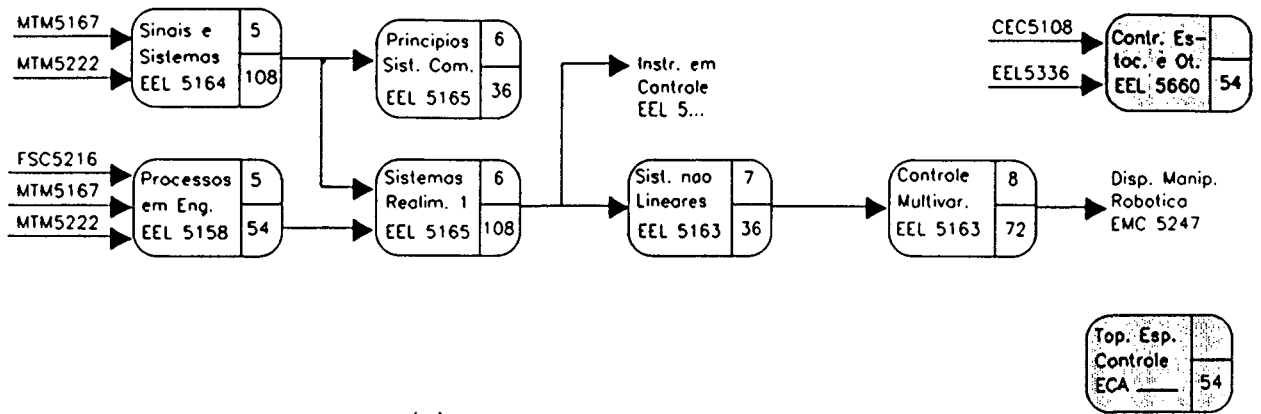 MTM5167
MTM5222
Sinais e
Sistemas
EEL 5164
5
108
Principios
Sist. Com.
EEL 5165
6
36
Instr. em
Controle
EEL 5...
CEC5108
EEL5336
Contr. Es-
toc. e Ot.
EEL 5660
54
FSC5216
MTM5167
MTM5222
Processos
em Eng.
EEL 5158
5
54
Sistemas
Realim. 1
EEL 5165
6
108
Sist. nao
Lineares
EEL 5163
7
36
Controle
Multivar.
EEL 5163
8
72
Disp. Manip.
Robotica
EMC 5247
Top. Esp.
Controle
ECA ____
54